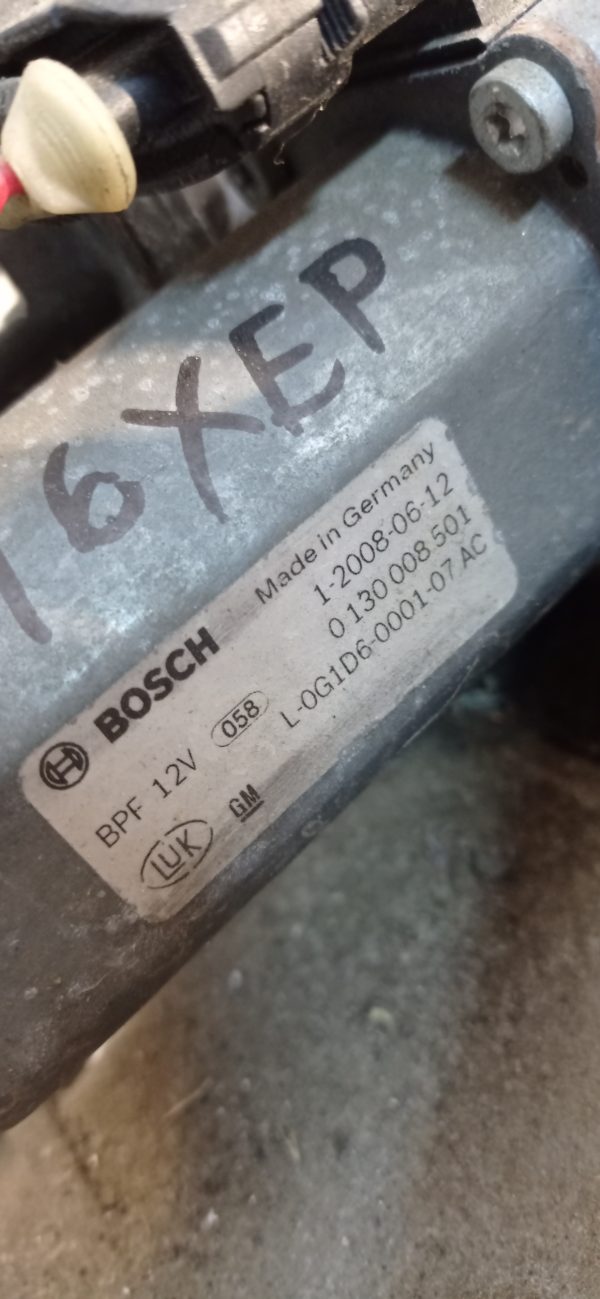 16XEP
BOSCH
Made in Germany
1-2008-06-12
0 130 008 501
BPF 12V
058
L-0G1D6-0001-07 AC
LUK
GM